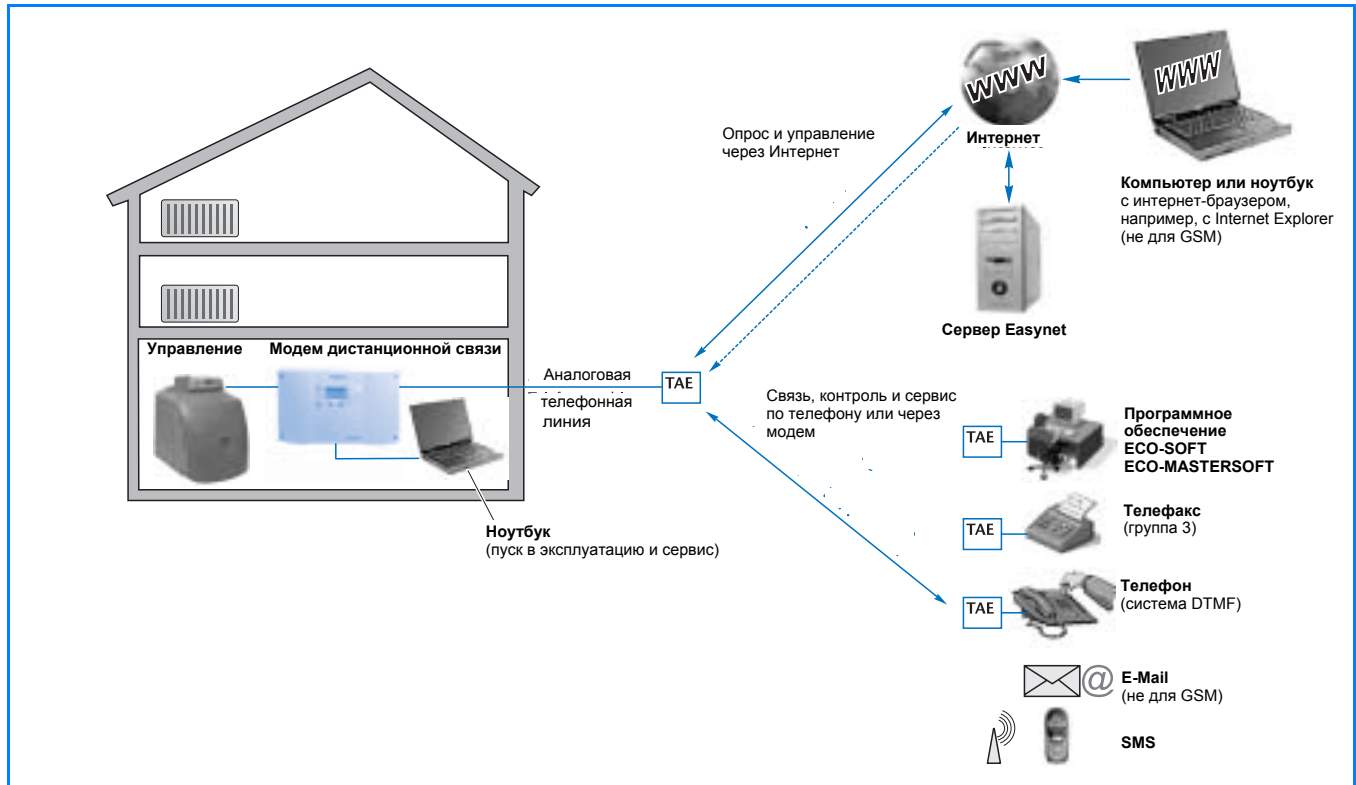 WWW
WWW
Опрос и управление
через Интернет
Интернет
Компьютер или ноутбук
с интернет-браузером,
например, с Internet Explorer
(не для GSM)
Сервер Easynet
Управление
Модем дистанционной связи
Аналоговая
телефонная
линия
TAE
Связь, контроль и сервис
по телефону или через
модем
TAE
Программное
обеспечение
ECO-SOFT
ECO-MASTERSOFT
TAE
Телефакс
(группа 3)
TAE
Телефон
(система DTMF)
Ноутбук
(пуск в эксплуатацию и сервис)
@
E-Mail
(не для GSM)
SMS